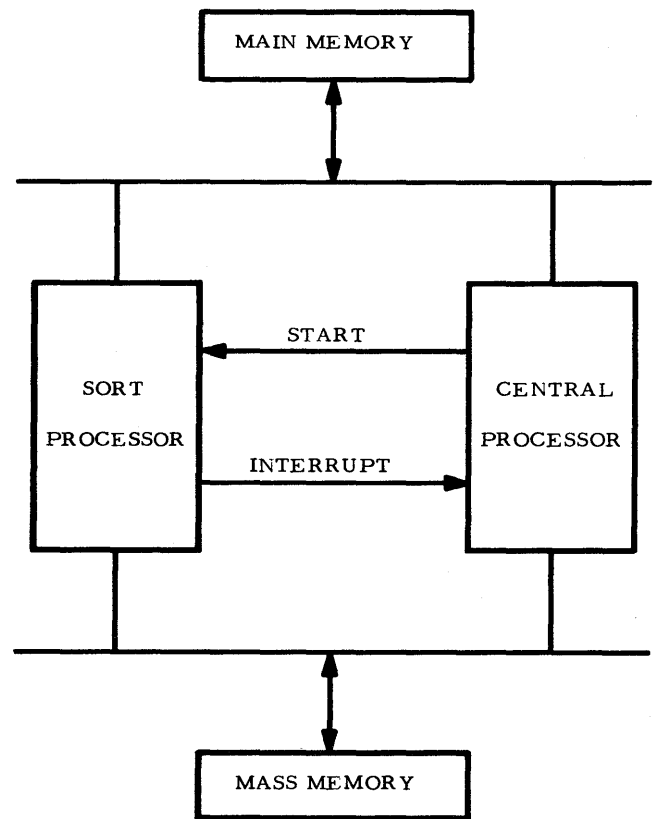 MAIN MEMORY
START
SORT
PROCESSOR
CENTRAL
PROCESSOR
INTERRUPT
MASS MEMORY